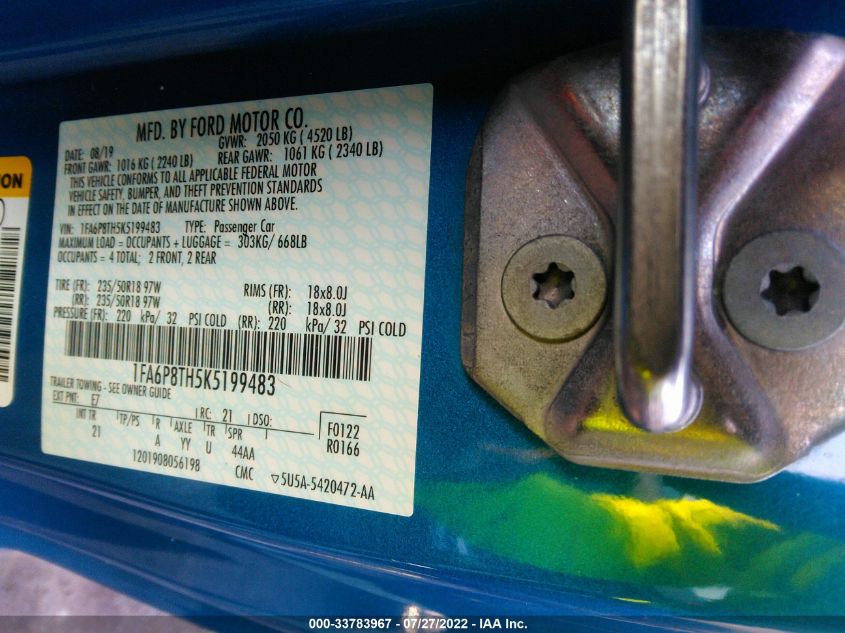 MFD. BY FORD MOTOR CO.
DATE: 08/19 GVWR: 2050 KG ( 4520 LB)
FRONT GAWR: 1016 KG ( 2240 LB) REAR GAWR: 1061 KG ( 2340 LB)
THIS VEHICLE CONFORMS TO ALL APPLICABLE FEDERAL MOTOR
VEHICLE SAFETY, BUMPER, AND THEFT PREVENTION STANDARDS
IN EFFECT ON THE DATE OF MANUFACTURE SHOWN ABOVE.
VIN: 1FA6P8TH5K5199483 TYPE: Passenger Car
MAXIMUM LOAD = OCCUPANTS + LUGGAGE = 303KG/ 668LB
OCCUPANTS = 4 TOTAL; 2 FRONT, 2 REAR
TIRE (FR): 235/50R18 97W RIMS (FR): 18x8.0J
(RR): 235/50R18 97W (RR): 18x8.0J
PRESSURE (FR): 220 kPa/ 32 PSI COLD (RR): 220 kPa/ 32 PSI COLD
1FA6P8TH5K5199483
TRAILER TOWING - SEE OWNER GUIDE
EXT PNT: E7 RC: 21 DSO:
INT TR TP/PS R AXLE TR SPR F0122
21 A YY U 44AA R0166
1201908056198 CMC ▽5U5A-5420472-AA
ION
000-33783967 - 07/27/2022 - IAA Inc.